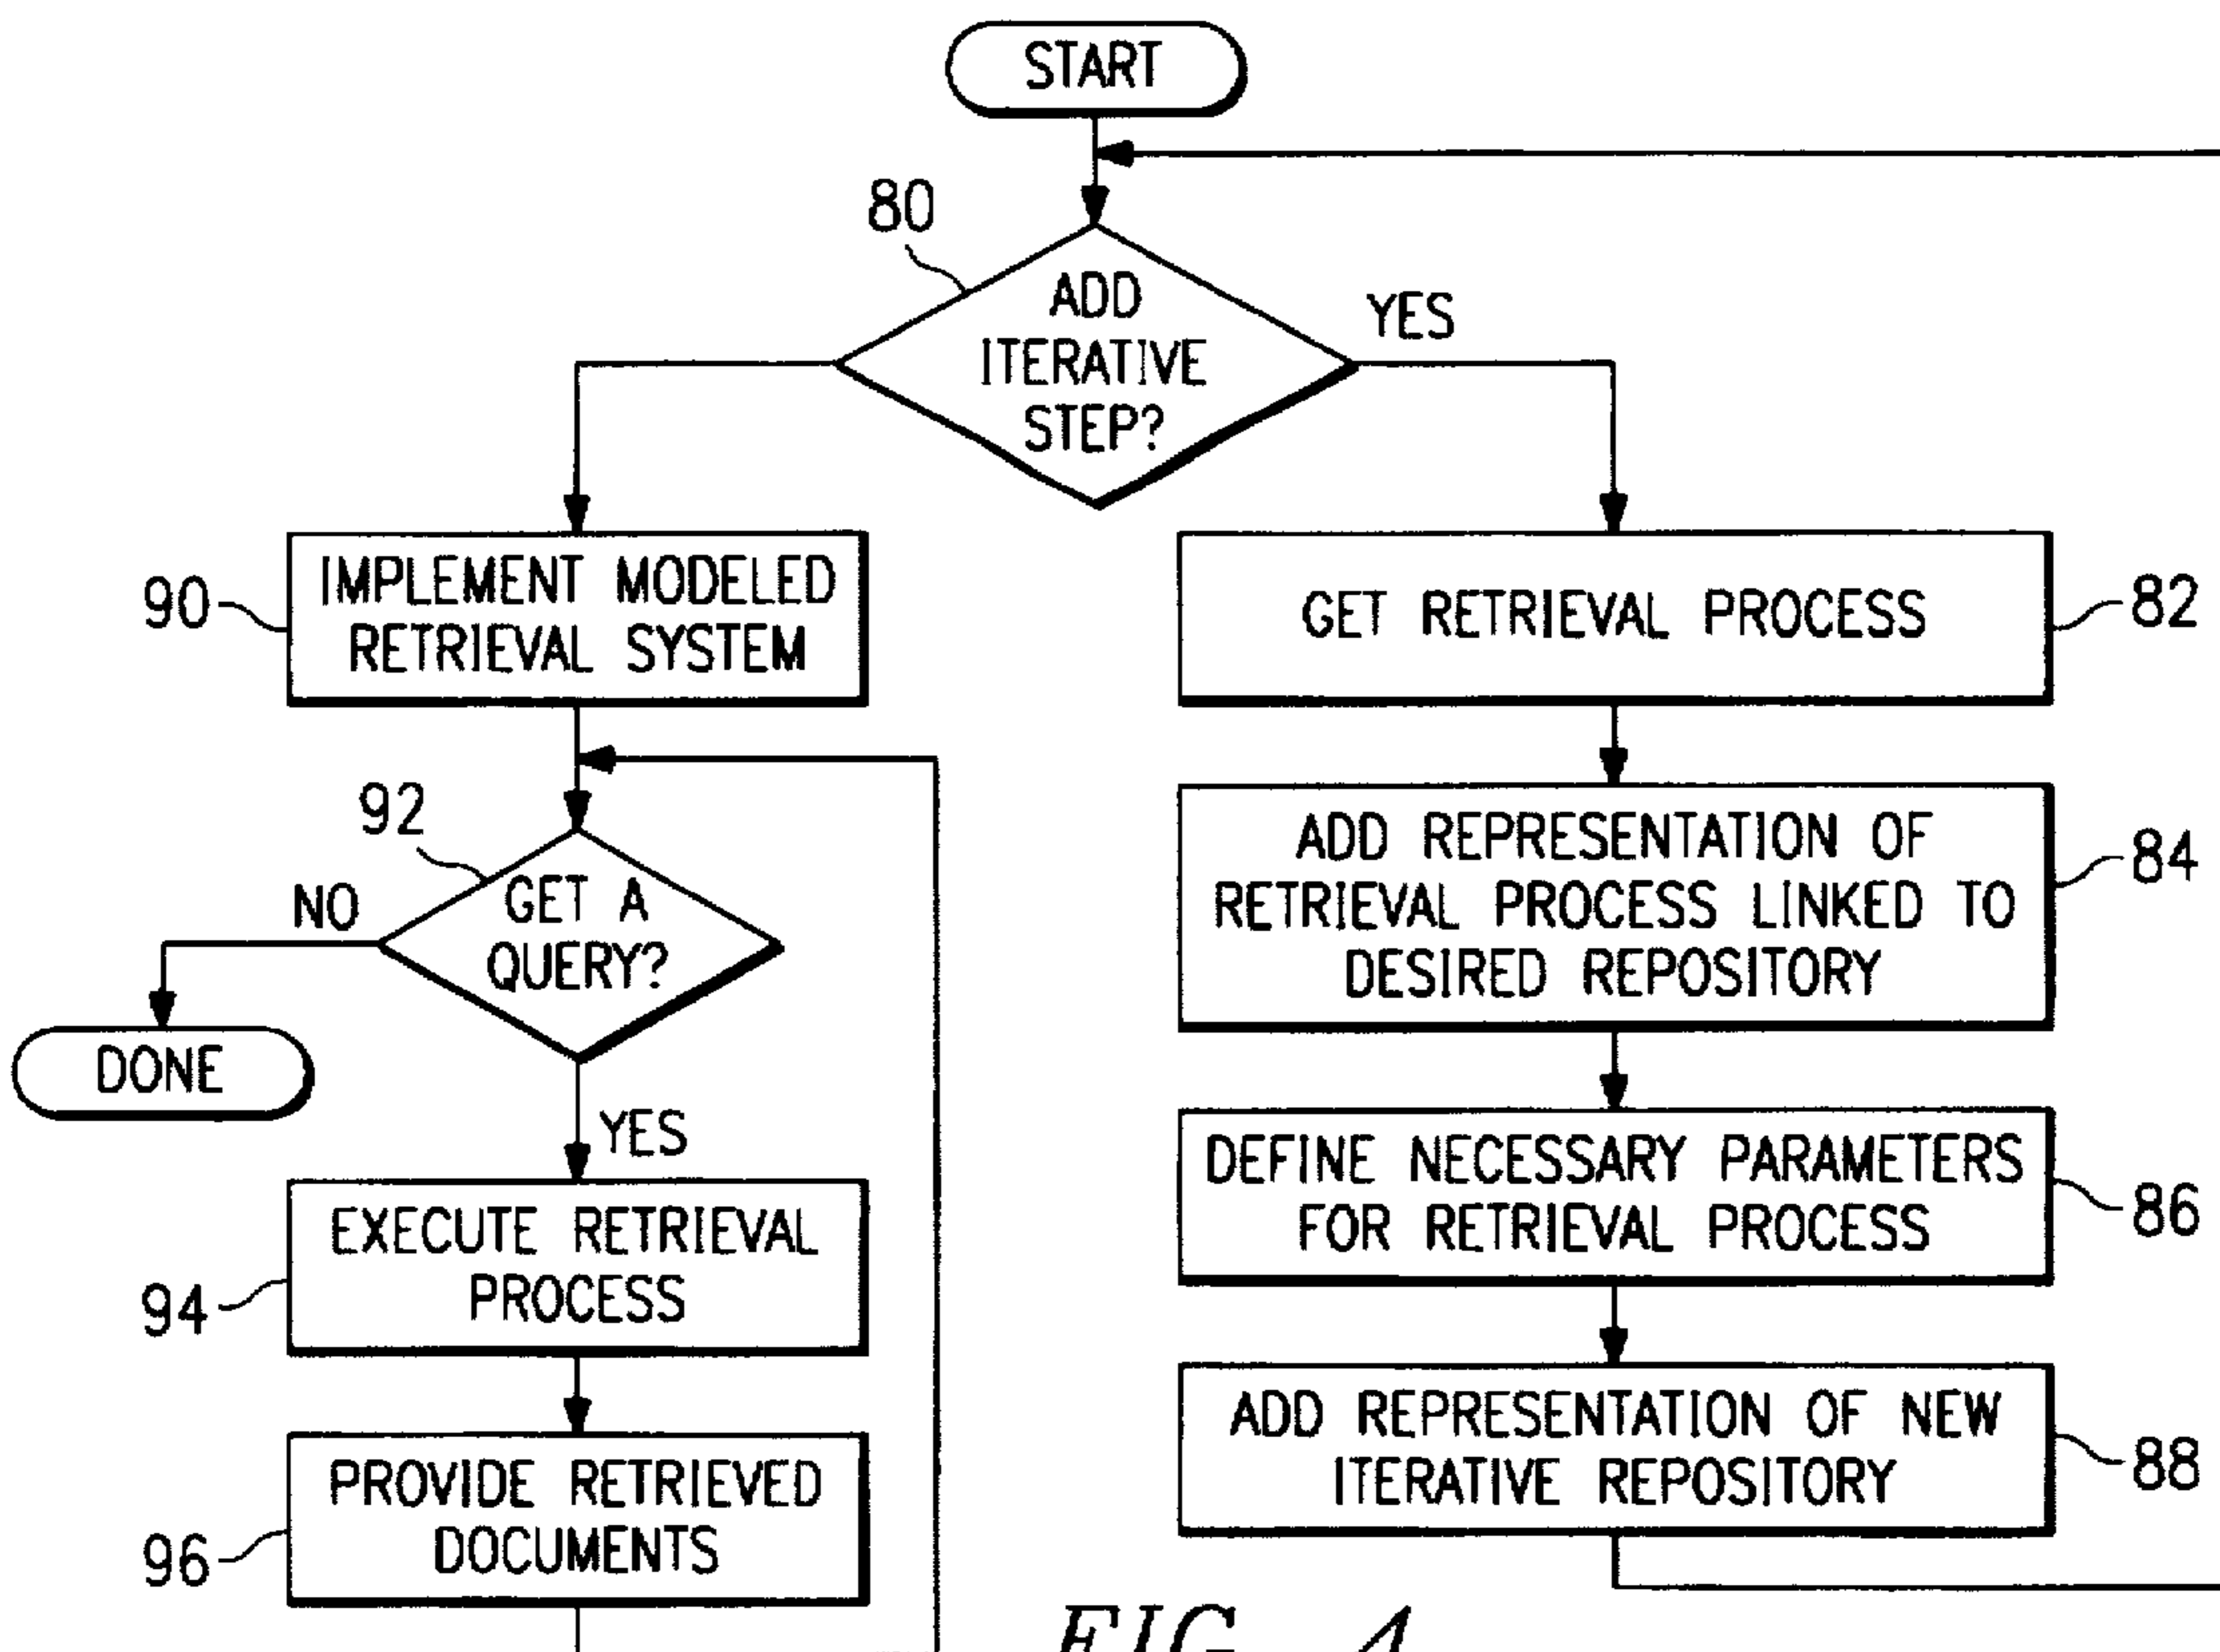 START
80
ADD
ITERATIVE
STEP?
YES
90
IMPLEMENT MODELED
RETRIEVAL SYSTEM
GET RETRIEVAL PROCESS
82
92
NO
GET A
QUERY?
DONE
YES
ADD REPRESENTATION OF
RETRIEVAL PROCESS LINKED TO
DESIRED REPOSITORY
84
DEFINE NECESSARY PARAMETERS
FOR RETRIEVAL PROCESS
86
94
EXECUTE RETRIEVAL
PROCESS
ADD REPRESENTATION OF NEW
ITERATIVE REPOSITORY
88
96
PROVIDE RETRIEVED
DOCUMENTS
FIG. 4